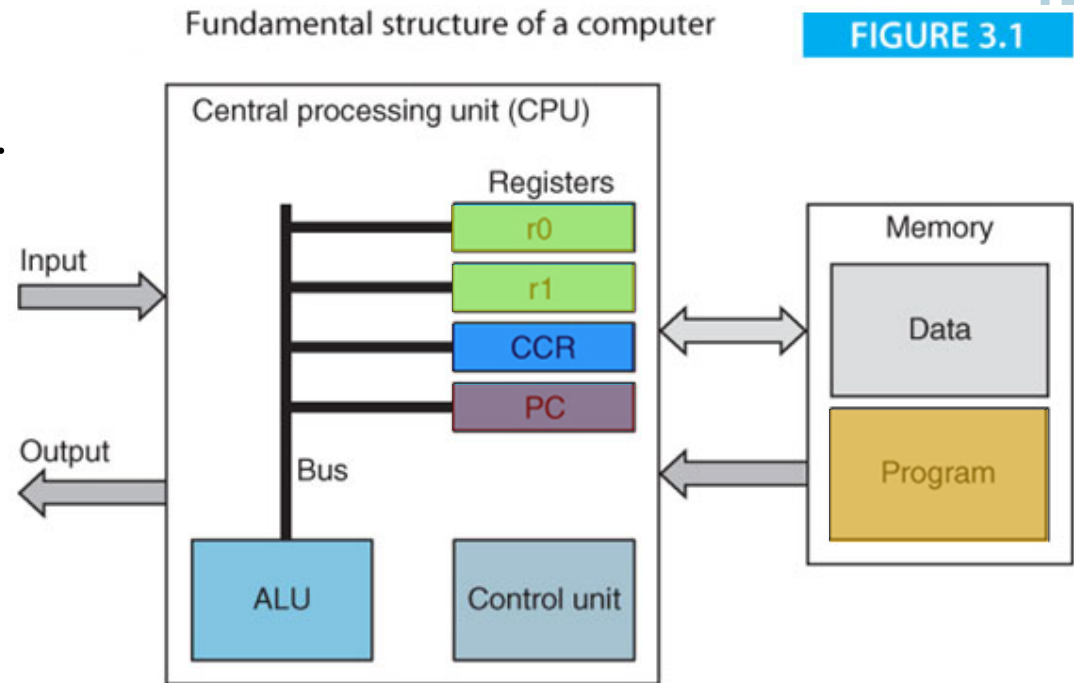 Fundamental structure of a computer
FIGURE 3.1
Central processing unit (CPU)
Registers
r0
r1
CCR
PC
Input
Output
Bus
ALU
Control unit
Memory
Data
Program